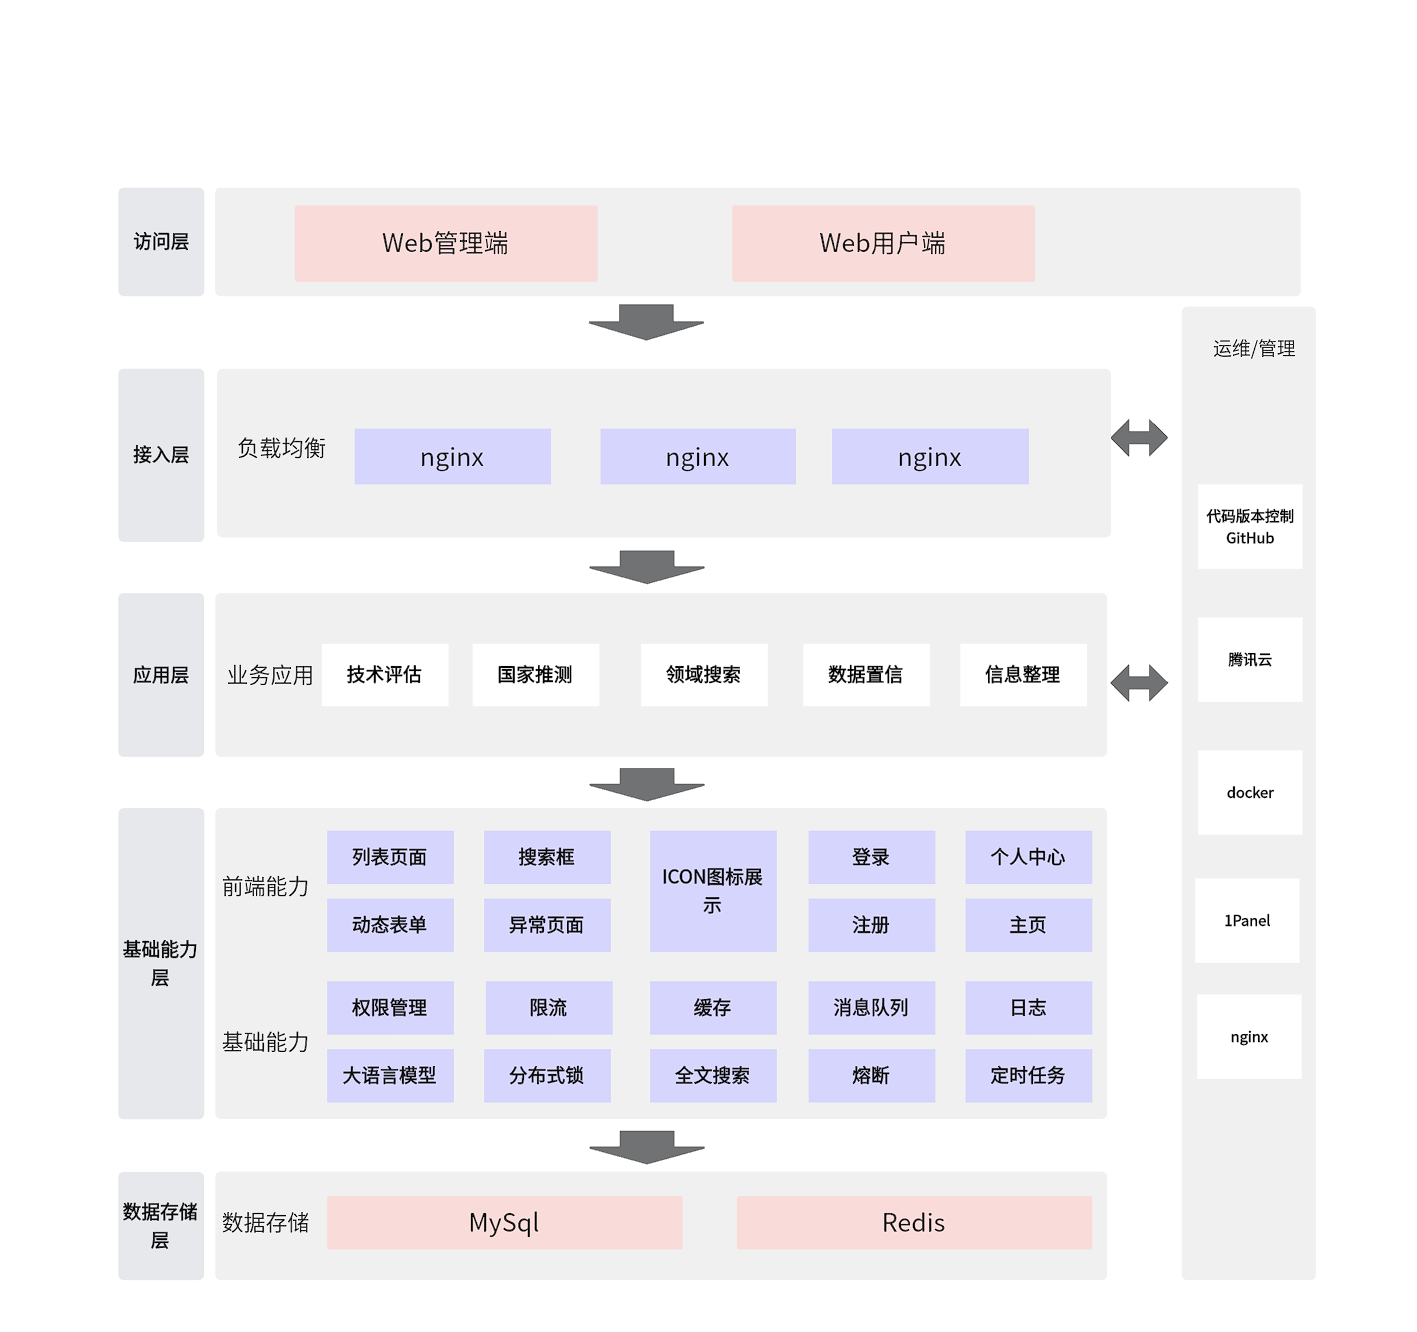 访问层
Web管理端
Web用户端
运维/管理
接入层
负载均衡
nginx
nginx
nginx
代码版本控制
GitHub
应用层
业务应用
技术评估
国家推测
领域搜索
数据置信
信息整理
腾讯云
docker
1Panel
nginx
基础能力
层
前端能力
列表页面
搜索框
ICON图标展
示
登录
个人中心
动态表单
异常页面
注册
主页
基础能力
权限管理
限流
缓存
消息队列
日志
大语言模型
分布式锁
全文搜索
熔断
定时任务
数据存储
层
数据存储
MySql
Redis